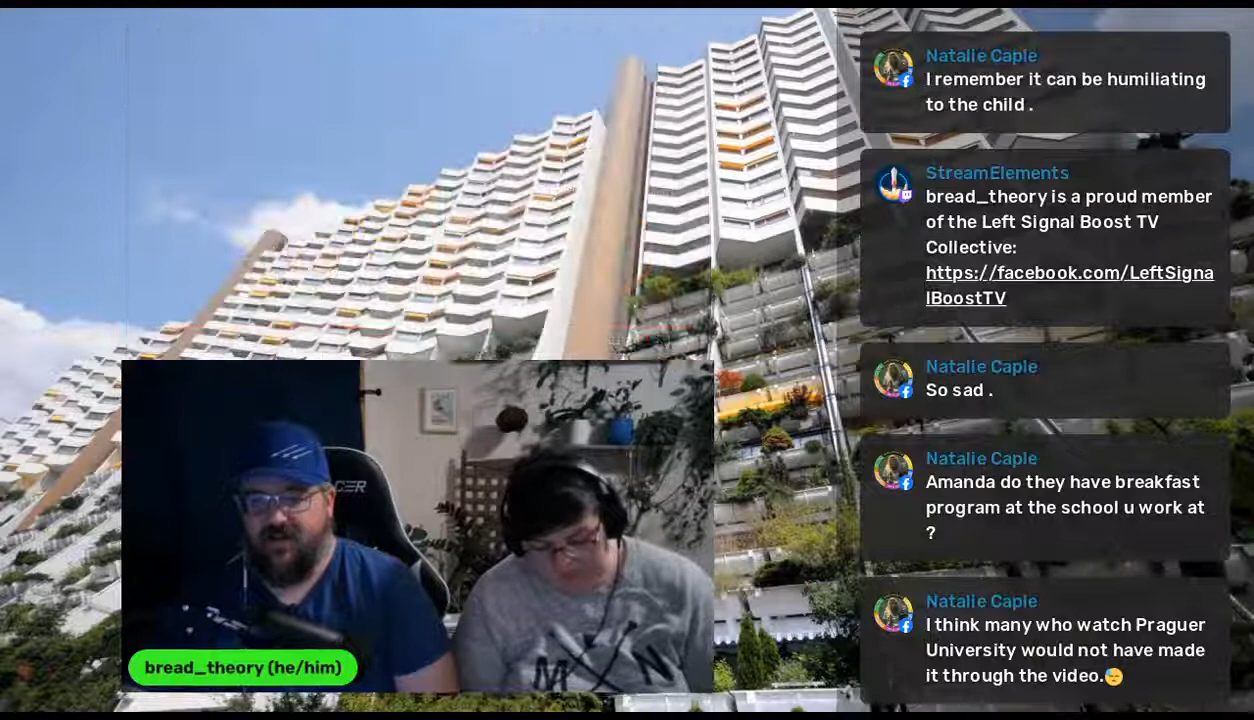 Natalie Caple
I remember it can be humiliating
to the child .
StreamElements
bread_theory is a proud member
of the Left Signal Boost TV
Collective:
https://facebook.com/LeftSigna
lBoostTV
Natalie Caple
So sad .
Natalie Caple
Amanda do they have breakfast
program at the school u work at
?
Natalie Caple
I think many who watch Praguer
University would not have made
it through the video.😓
bread_theory (he/him)